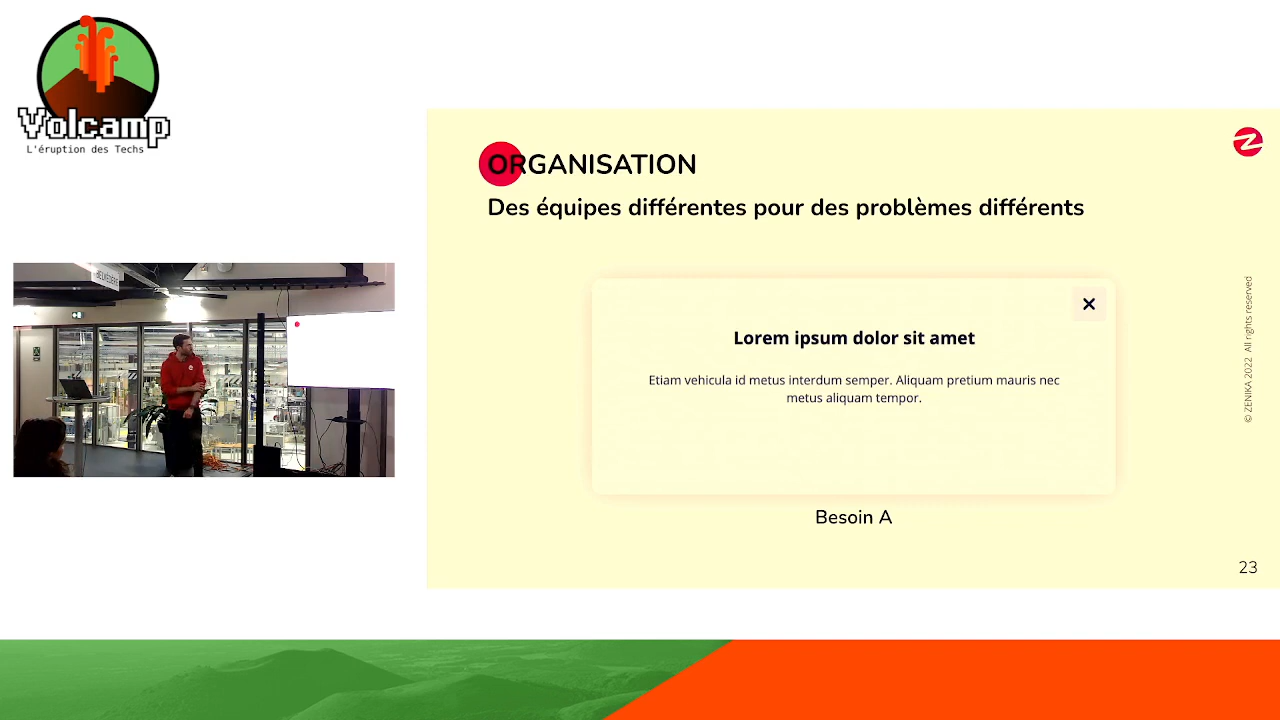 Volcamp
L'éruption des Techs
BELVÉDÈRE
ORGANISATION
Des équipes différentes pour des problèmes différents
Lorem ipsum dolor sit amet
Etiam vehicula id metus interdum semper. Aliquam pretium mauris nec
metus aliquam tempor.
Besoin A
© ZENIKA 2022 All rights reserved
23